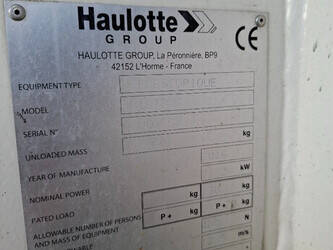 Haulotte
GROUP
CE
HAULOTTE GROUP, La Péronnière, BP9
42152 L'Horme - France
EQUIPMENT TYPE
MODEL
SERIAL N°
kg
UNLOADED MASS
YEAR OF MANUFACTURE
kW
NOMINAL POWER
kg
kg
RATED LOAD
P +
kg
P +
kg
ALLOWABLE NUMBER OF PERSONS
AND MASS OF EQUIPMENT
N
m/s